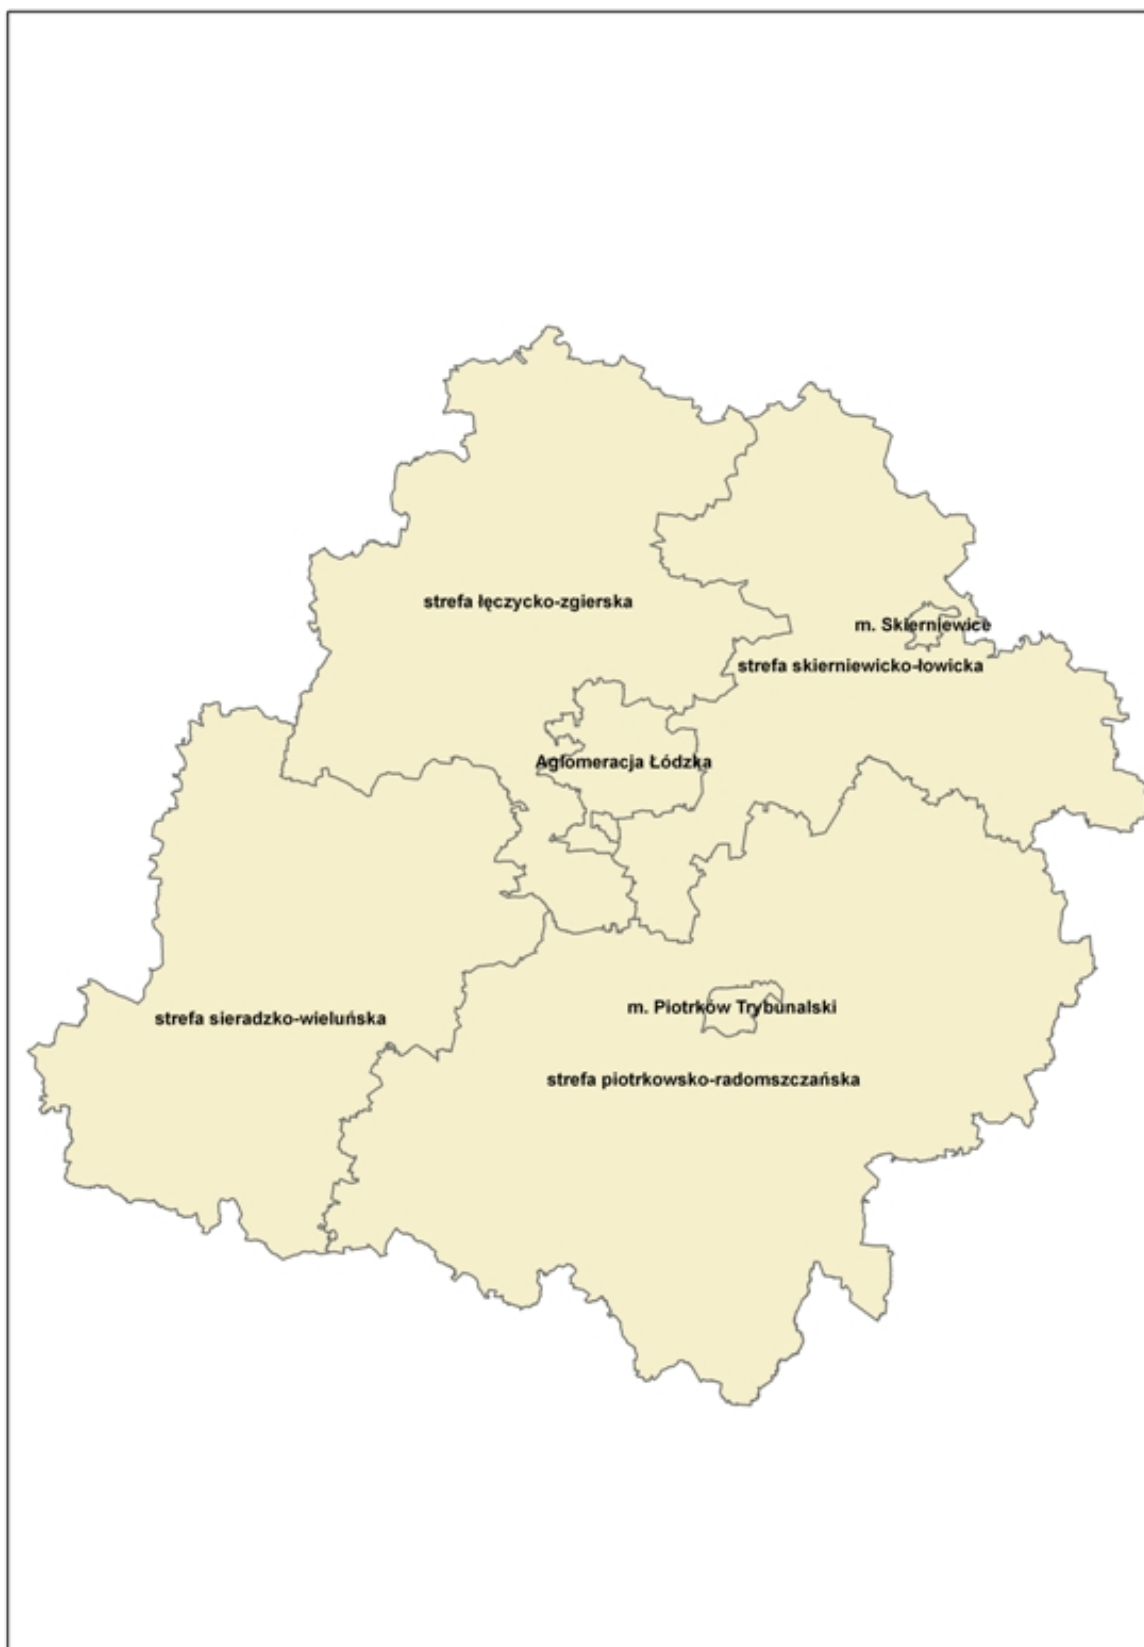 strefa łęczycko-zgierska
m. Skierniewice
strefa skierniewicko-łowicka
Aglomeracja Łódzka
m. Piotrków Trybunalski
strefa sieradzko-wieluńska
strefa piotrkowsko-radomszczańska